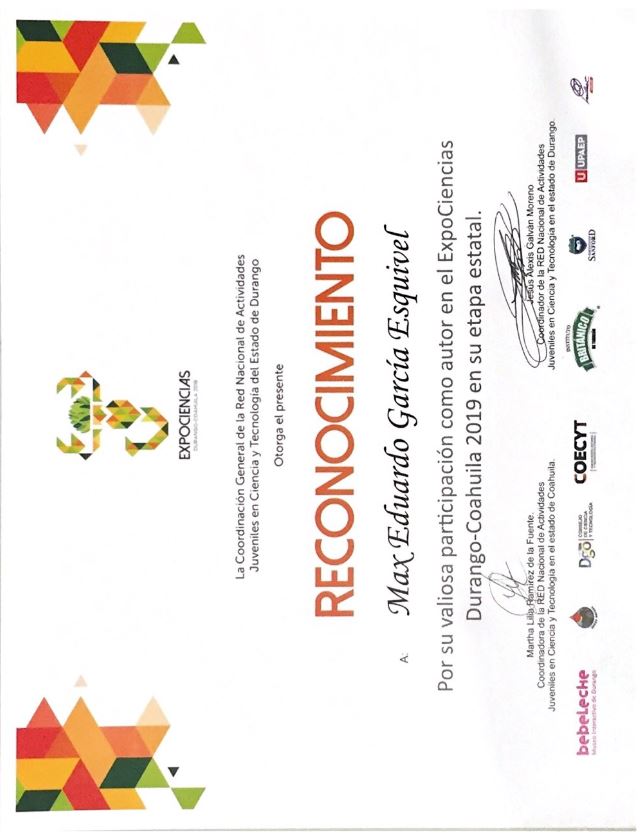 EXPOCIENCIAS
DURANGO-COAHUILA 2019
La Coordinación General de la Red Nacional de Actividades
Juveniles en Ciencia y Tecnología del Estado de Durango
Otorga el presente
RECONOCIMIENTO
A: Max Eduardo García Esquivel
Por su valiosa participación como autor en el ExpoCiencias
Durango-Coahuila 2019 en su etapa estatal.
Martha Lilia Ramírez de la Fuente.
Coordinadora de la RED Nacional de Actividades
Juveniles en Ciencia y Tecnología en el estado de Coahuila.
Jesús Alexis Galván Moreno
Coordinador de la RED Nacional de Actividades
Juveniles en Ciencia y Tecnología en el estado de Durango.
bebeLeche
Museo Interactivo de Durango
Dgo CONSEJO DE CIENCIA Y TECNOLOGÍA
COECYT
INSTITUTO
BRITÁNICO
DE TORREÓN
SANFORD
UPAEP